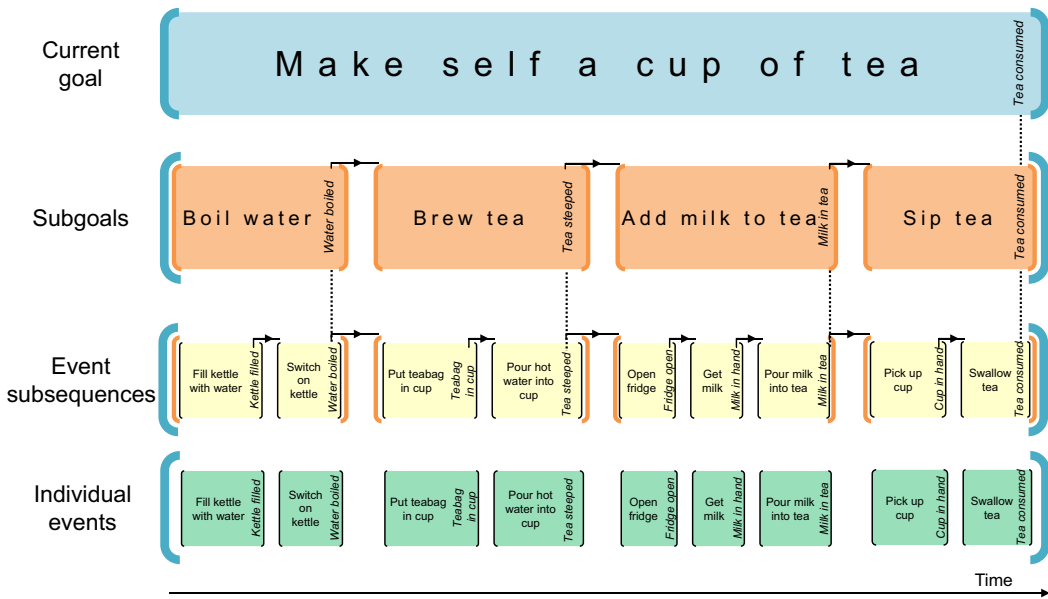 Current
goal
Make self a cup of tea
Tea consumed
Subgoals
Boil water
Water boiled
Brew tea
Tea steeped
Add milk to tea
Milk in tea
Sip tea
Tea consumed
Event
subsequences
Fill kettle
with water
Kettle filled
Switch
on
kettle
Water boiled
Put teabag
in cup
Teabag
in cup
Pour hot
water into
cup
Tea steeped
Open
fridge
Fridge open
Get
milk
Milk in hand
Pour milk
into tea
Milk in tea
Pick up
cup
Cup in hand
Swallow
tea
Tea consumed
Individual
events
Fill kettle
with water
Kettle filled
Switch
on
kettle
Water boiled
Put teabag
in cup
Teabag
in cup
Pour hot
water into
cup
Tea steeped
Open
fridge
Fridge open
Get
milk
Milk in hand
Pour milk
into tea
Milk in tea
Pick up
cup
Cup in hand
Swallow
tea
Tea consumed
Time